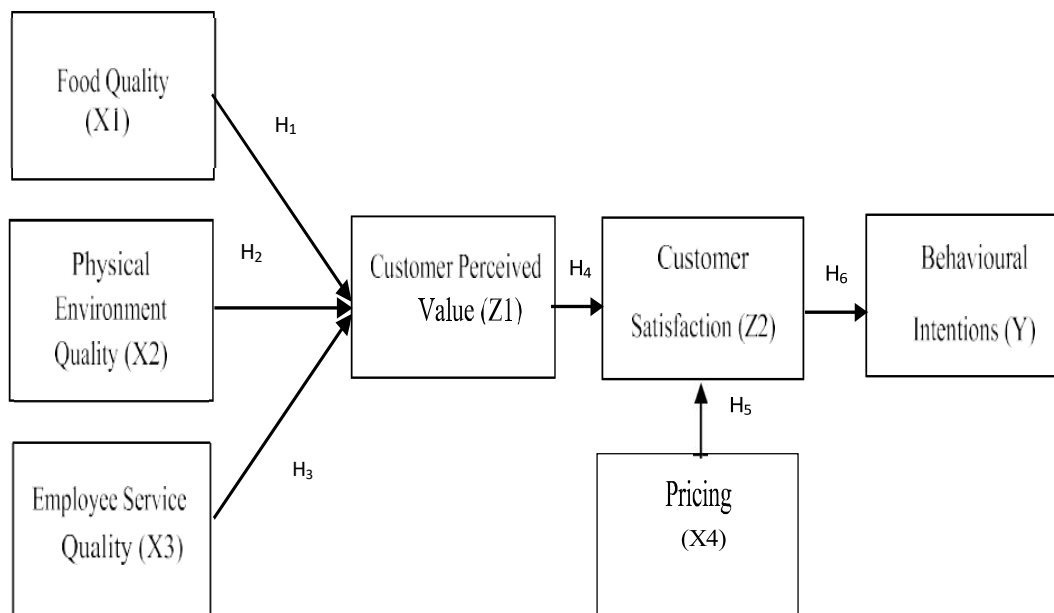 Food Quality
(X1)
H₁
Physical
Environment
Quality (X2)
H₂
Employee Service
Quality (X3)
H₃
Customer Perceived
Value (Z1)
H₄
Customer
Satisfaction (Z2)
H₅
Pricing
(X4)
H₆
Behavioural
Intentions (Y)